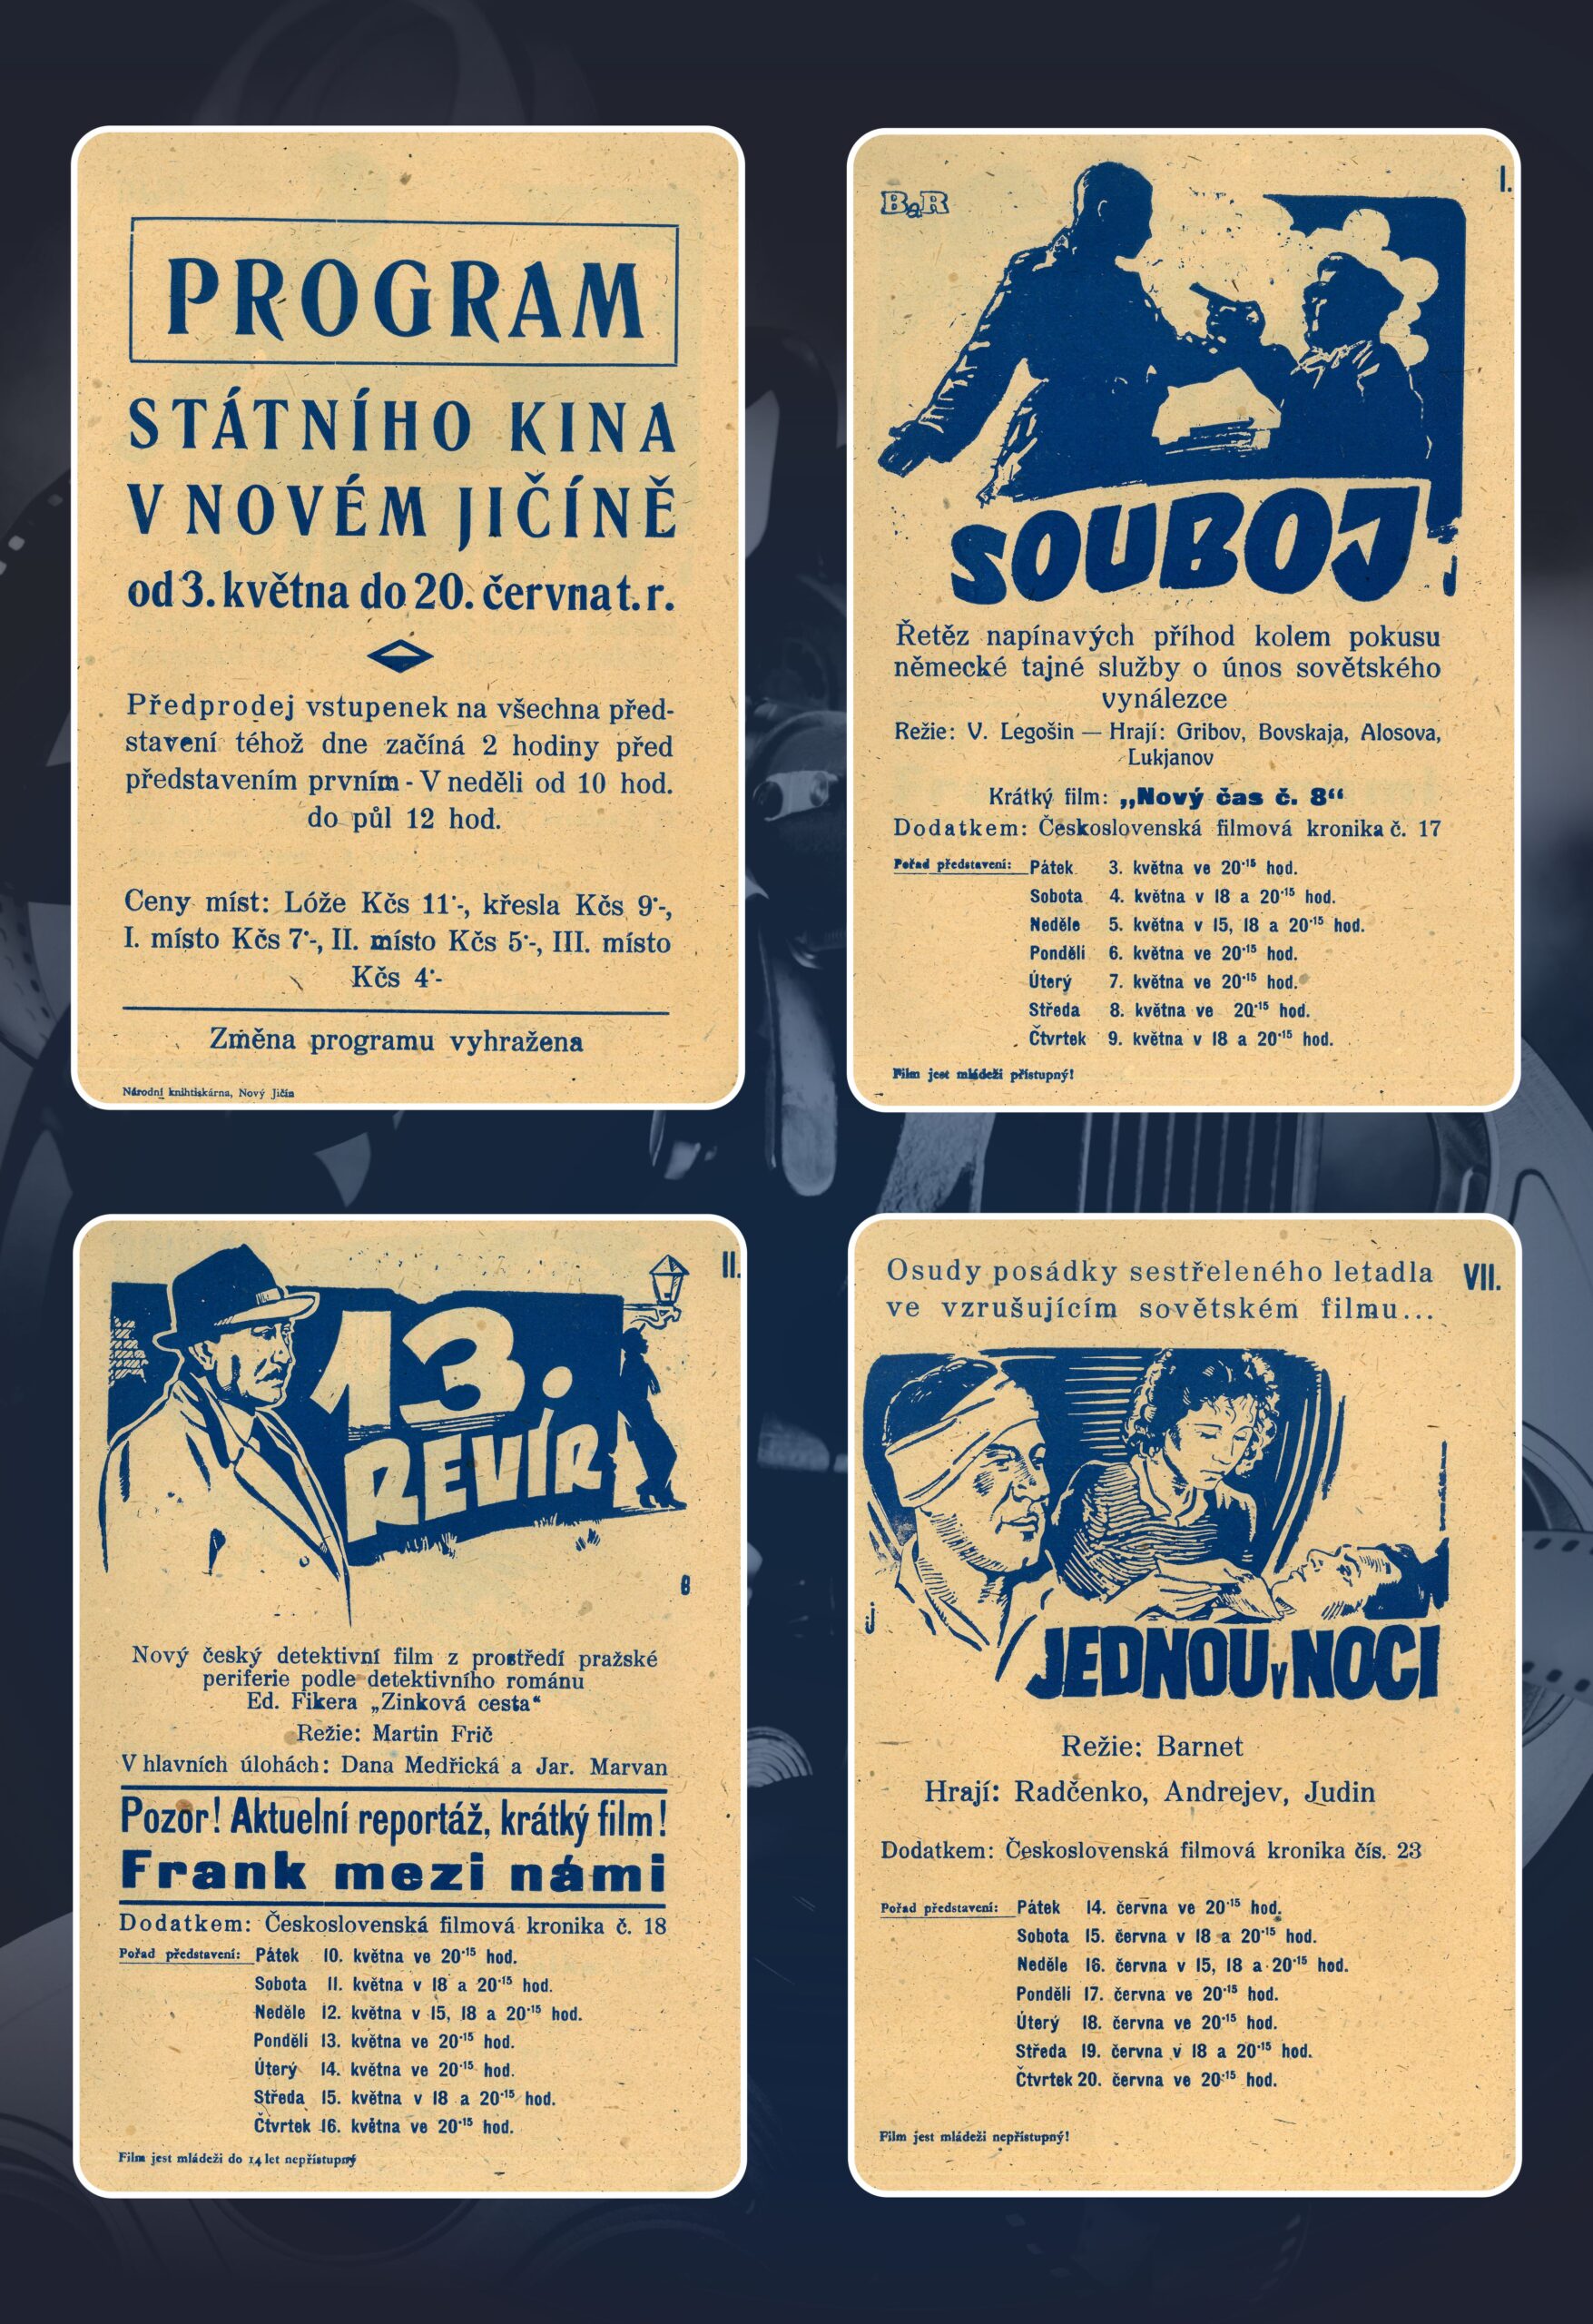 PROGRAM
STÁTNÍHO KINA
V NOVÉM JIČÍNĚ
od 3. května do 20. června t. r.
Předprodej vstupenek na všechna před-
stavení téhož dne začíná 2 hodiny před
představením prvním - V neděli od 10 hod.
do půl 12 hod.
Ceny míst: Lóže Kčs 11·-, křesla Kčs 9·-,
I. místo Kčs 7·-, II. místo Kčs 5·-, III. místo
Kčs 4·-
Změna programu vyhražena
Národní knihtiskárna, Nový Jičín
I.
BaR
SOUBOJ
j
Řetěz napínavých příhod kolem pokusu
německé tajné služby o únos sovětského
vynálezce
Režie: V. Legošin — Hrají: Gribov, Bovskaja, Alosova,
Lukjanov
Krátký film: „Nový čas č. 8“
Dodatkem: Československá filmová kronika č. 17
Pořad představení: Pátek 3. května ve 20·15 hod.
Sobota 4. května v 18 a 20·15 hod.
Neděle 5. května v 15, 18 a 20·15 hod.
Ponděli 6. května ve 20·15 hod.
Úterý 7. května ve 20·15 hod.
Středa 8. května ve 20·15 hod.
Čtvrtek 9. května v 18 a 20·15 hod.
Film jest mládeži přístupný!
II.
13.
REVÍR
B
Nový český detektivní film z prostředí pražské
periferie podle detektivního románu
Ed. Fikera „Zinková cesta“
Režie: Martin Frič
V hlavních úlohách: Dana Medřická a Jar. Marvan
Pozor! Aktuelní reportáž, krátký film!
Frank mezi námi
Dodatkem: Československá filmová kronika č. 18
Pořad představení: Pátek 10. května ve 20·15 hod.
Sobota 11. května v 18 a 20·15 hod.
Neděle 12. května v 15, 18 a 20·15 hod.
Ponděli 13. května ve 20·15 hod.
Úterý 14. května ve 20·15 hod.
Středa 15. května v 18 a 20·15 hod.
Čtvrtek 16. května ve 20·15 hod.
Film jest mládeži do 14 let nepřístupný
Osudy posádky sestřeleného letadla
VII.
ve vzrušujícím sovětském filmu...
j
JEDNOU v NOCI
Režie: Barnet
Hrají: Radčenko, Andrejev, Judin
Dodatkem: Československá filmová kronika čís. 23
Pořad představení: Pátek 14. června ve 20·15 hod.
Sobota 15. června v 18 a 20·15 hod.
Neděle 16. června v 15, 18 a 20·15 hod.
Ponděli 17. června ve 20·15 hod.
Úterý 18. června ve 20·15 hod.
Středa 19. června v 18 a 20·15 hod.
Čtvrtek 20. června ve 20·15 hod.
Film jest mládeži nepřístupný!